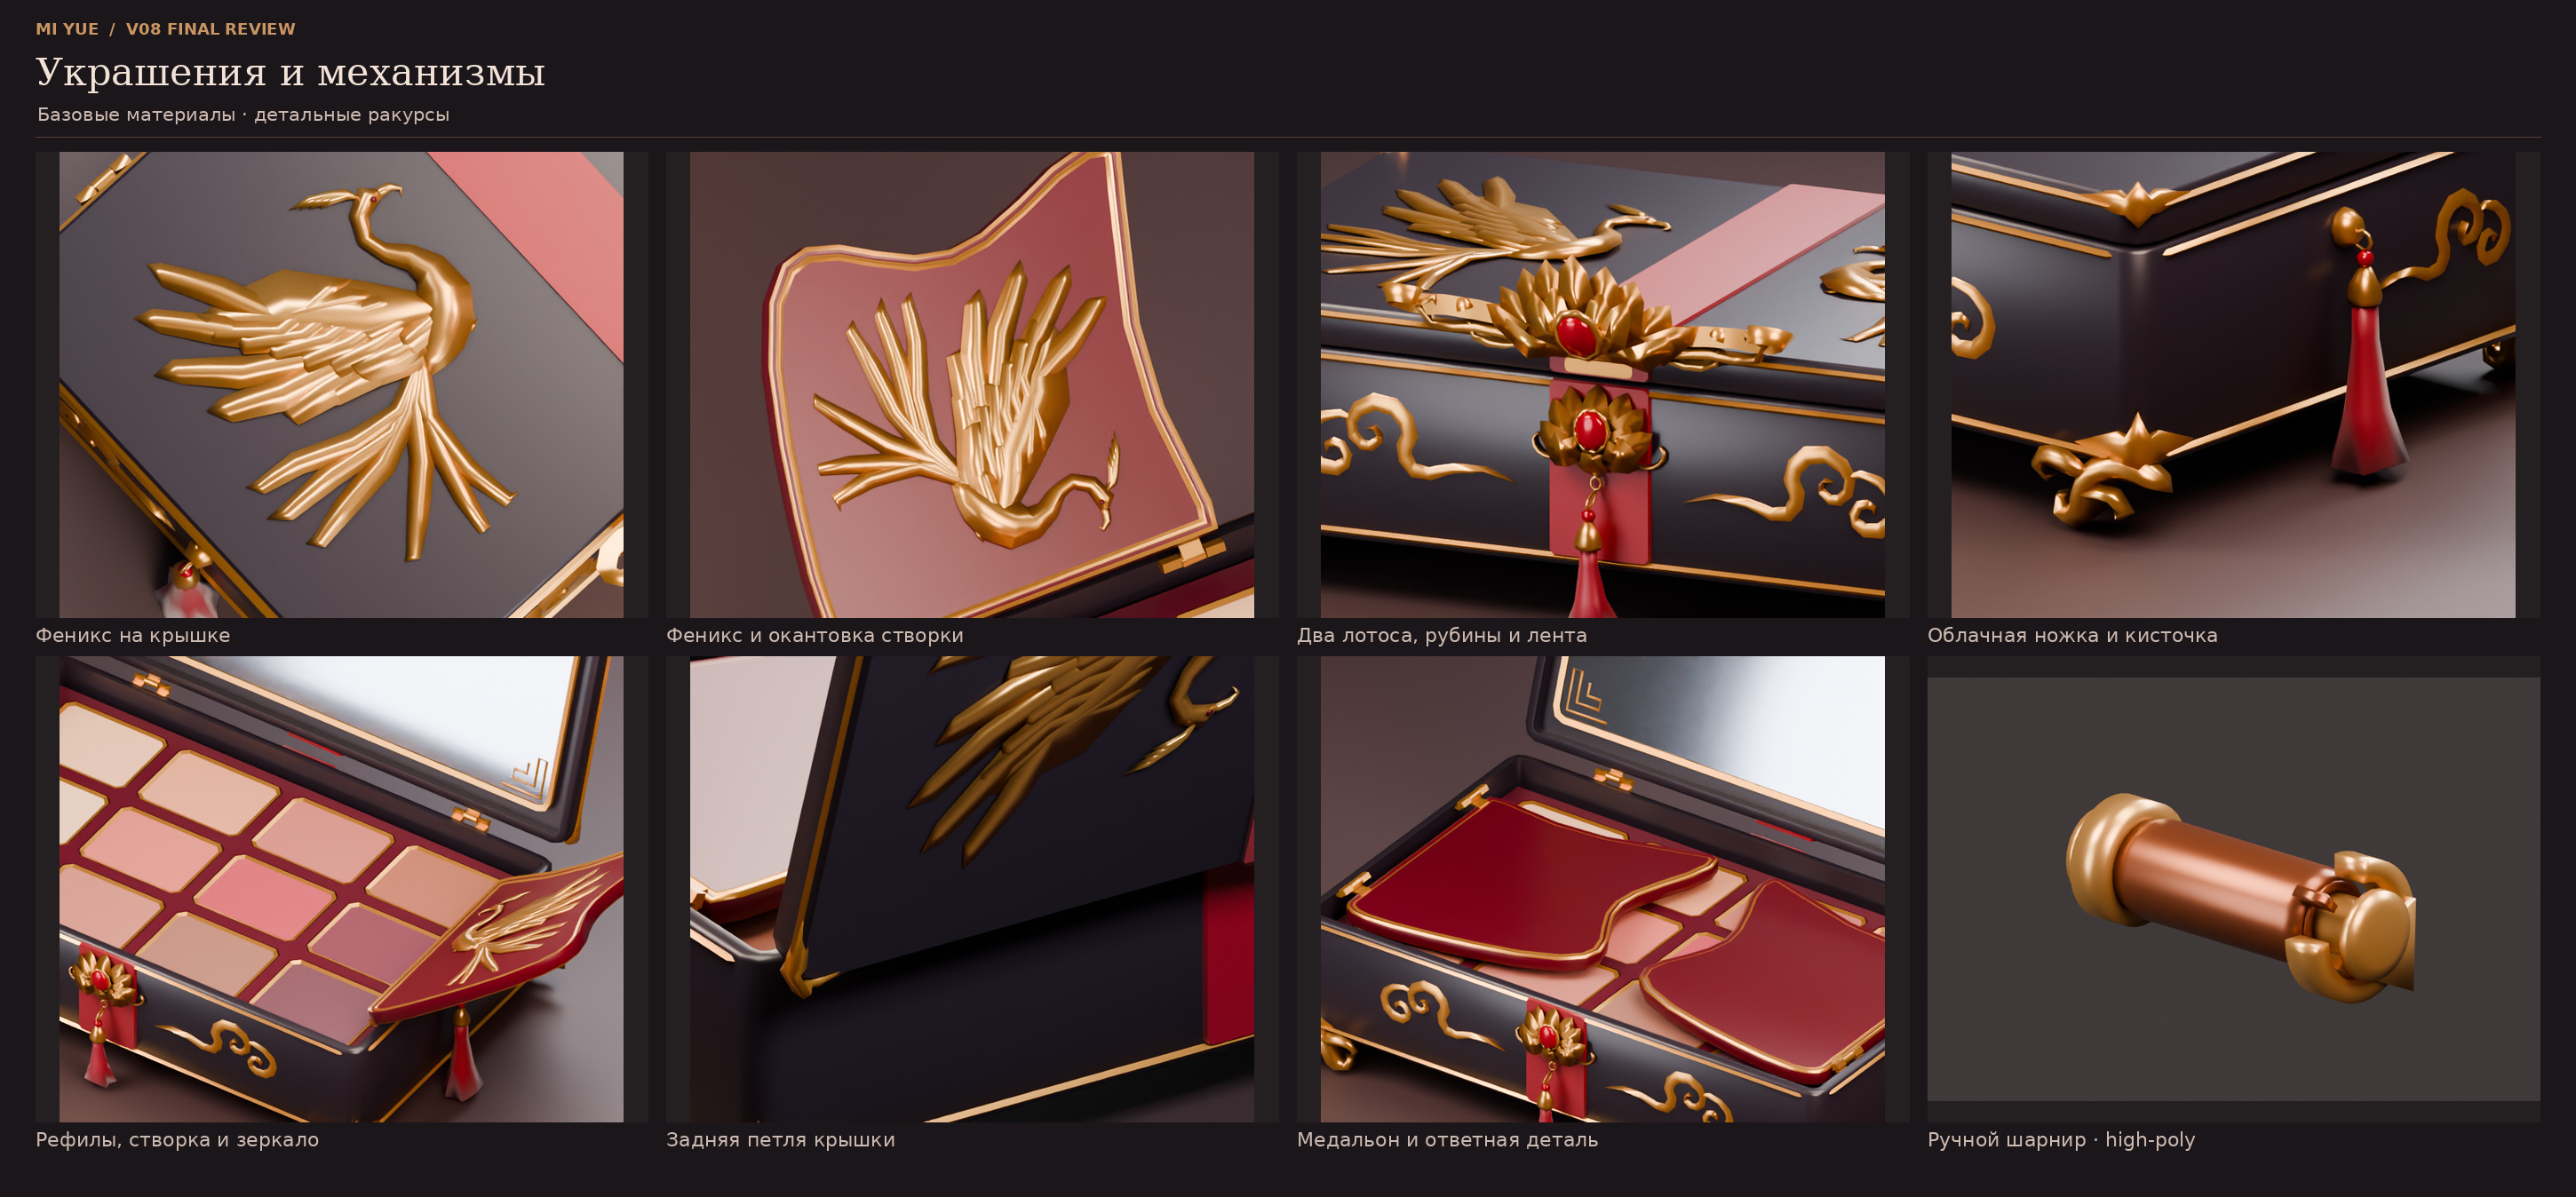 MI YUE / V08 FINAL REVIEW
Украшения и механизмы
Базовые материалы · детальные ракурсы
Феникс на крышке
Феникс и окантовка створки
Два лотоса, рубины и лента
Облачная ножка и кисточка
Рефилы, створка и зеркало
Задняя петля крышки
Медальон и ответная деталь
Ручной шарнир · high-poly